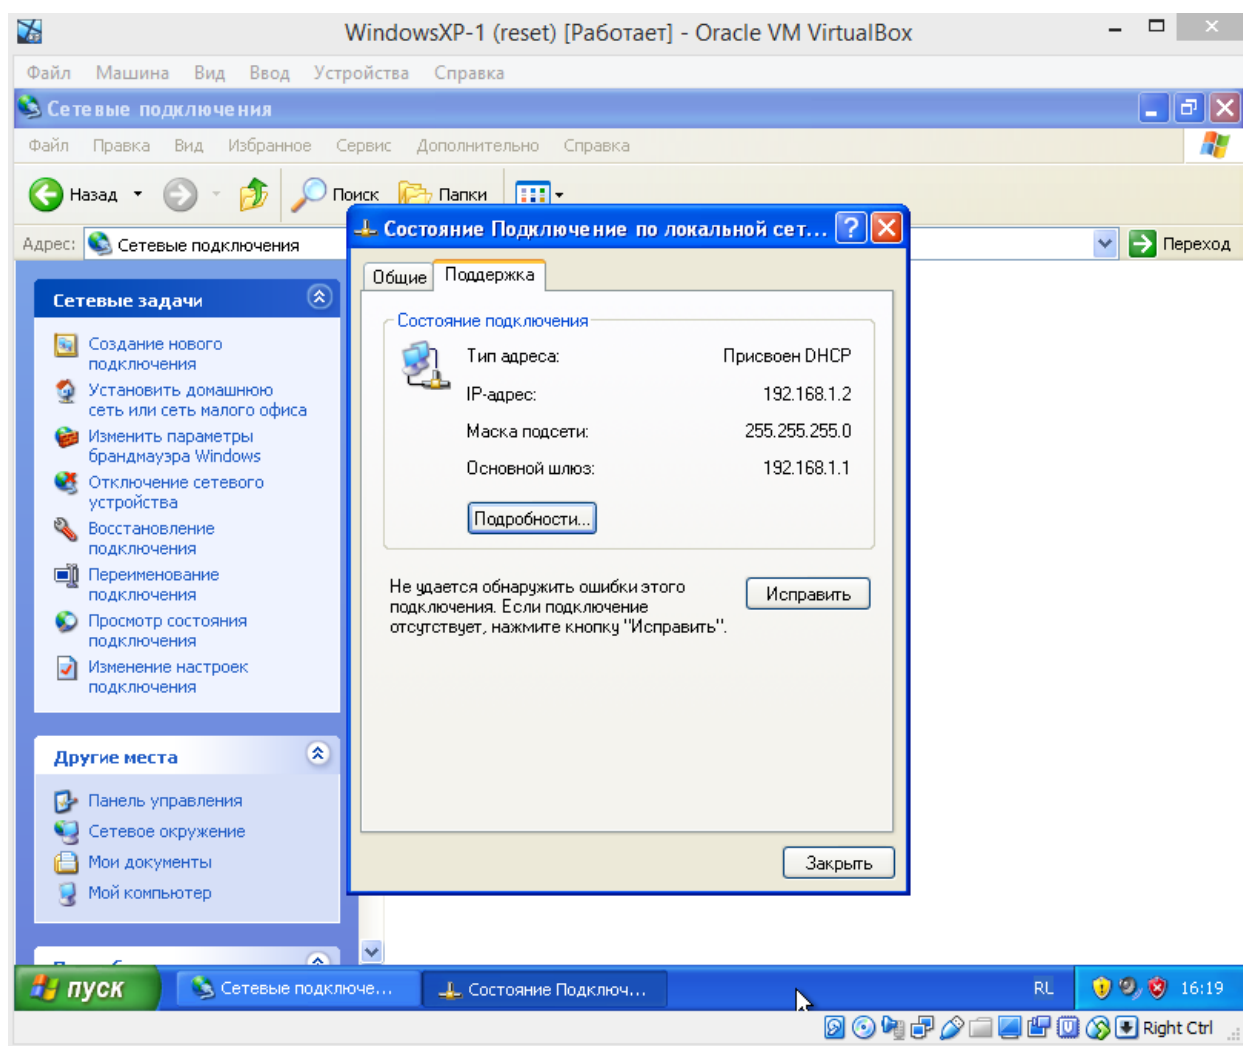 WindowsXP-1 (reset) [Работает] - Oracle VM VirtualBox
Файл Машина Вид Ввод Устройства Справка
Сетевые подключения
Файл Правка Вид Избранное Сервис Дополнительно Справка
Назад Поиск Папки
Адрес: Сетевые подключения Переход
Состояние Подключение по локальной сет...
Общие Поддержка
Состояние подключения
Тип адреса: Присвоен DHCP
IP-адрес: 192.168.1.2
Маска подсети: 255.255.255.0
Основной шлюз: 192.168.1.1
Подробности...
Не удается обнаружить ошибки этого
подключения. Если подключение
отсутствует, нажмите кнопку "Исправить".
Исправить
Закрыть
Сетевые задачи
Создание нового
подключения
Установить домашнюю
сеть или сеть малого офиса
Изменить параметры
брандмауэра Windows
Отключение сетевого
устройства
Восстановление
подключения
Переименование
подключения
Просмотр состояния
подключения
Изменение настроек
подключения
Другие места
Панель управления
Сетевое окружение
Мои документы
Мой компьютер
пуск Сетевые подключе... Состояние Подключ... RL 16:19
Right Ctrl